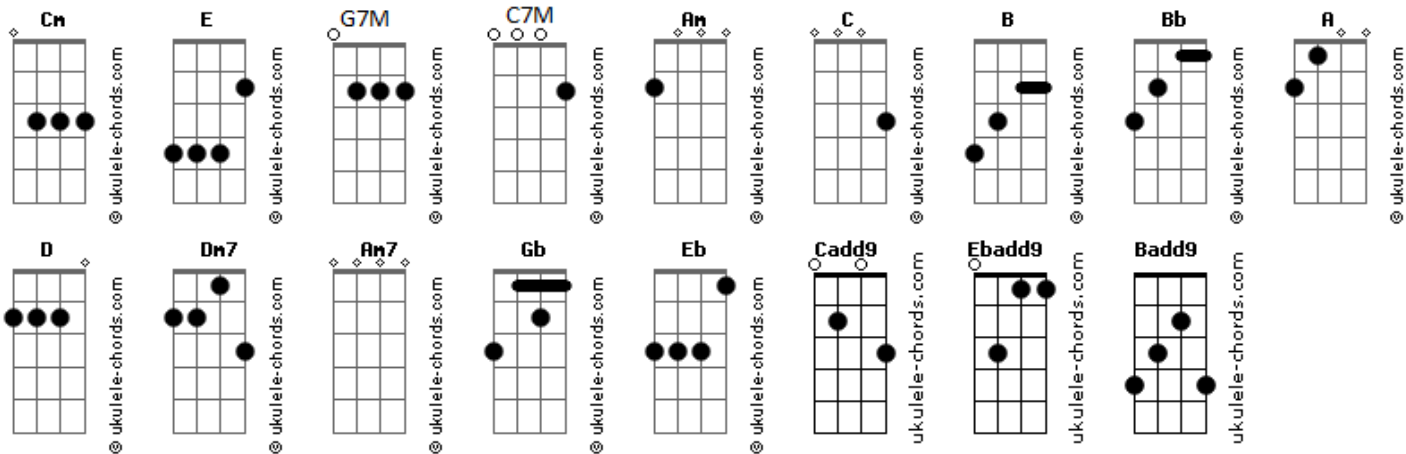 Cm E G7M C7M Am C B Bb A
© ukulele-chords.com © ukulele-chords.com © ukulele-chords.com © ukulele-chords.com © ukulele-chords.com © ukulele-chords.com © ukulele-chords.com © ukulele-chords.com © ukulele-chords.com
D Dm7 Am7 Gb Eb Cadd9 Ebadd9 Badd9
© ukulele-chords.com © ukulele-chords.com © ukulele-chords.com © ukulele-chords.com © ukulele-chords.com ukulele-chords.com ukulele-chords.com ukulele-chords.com